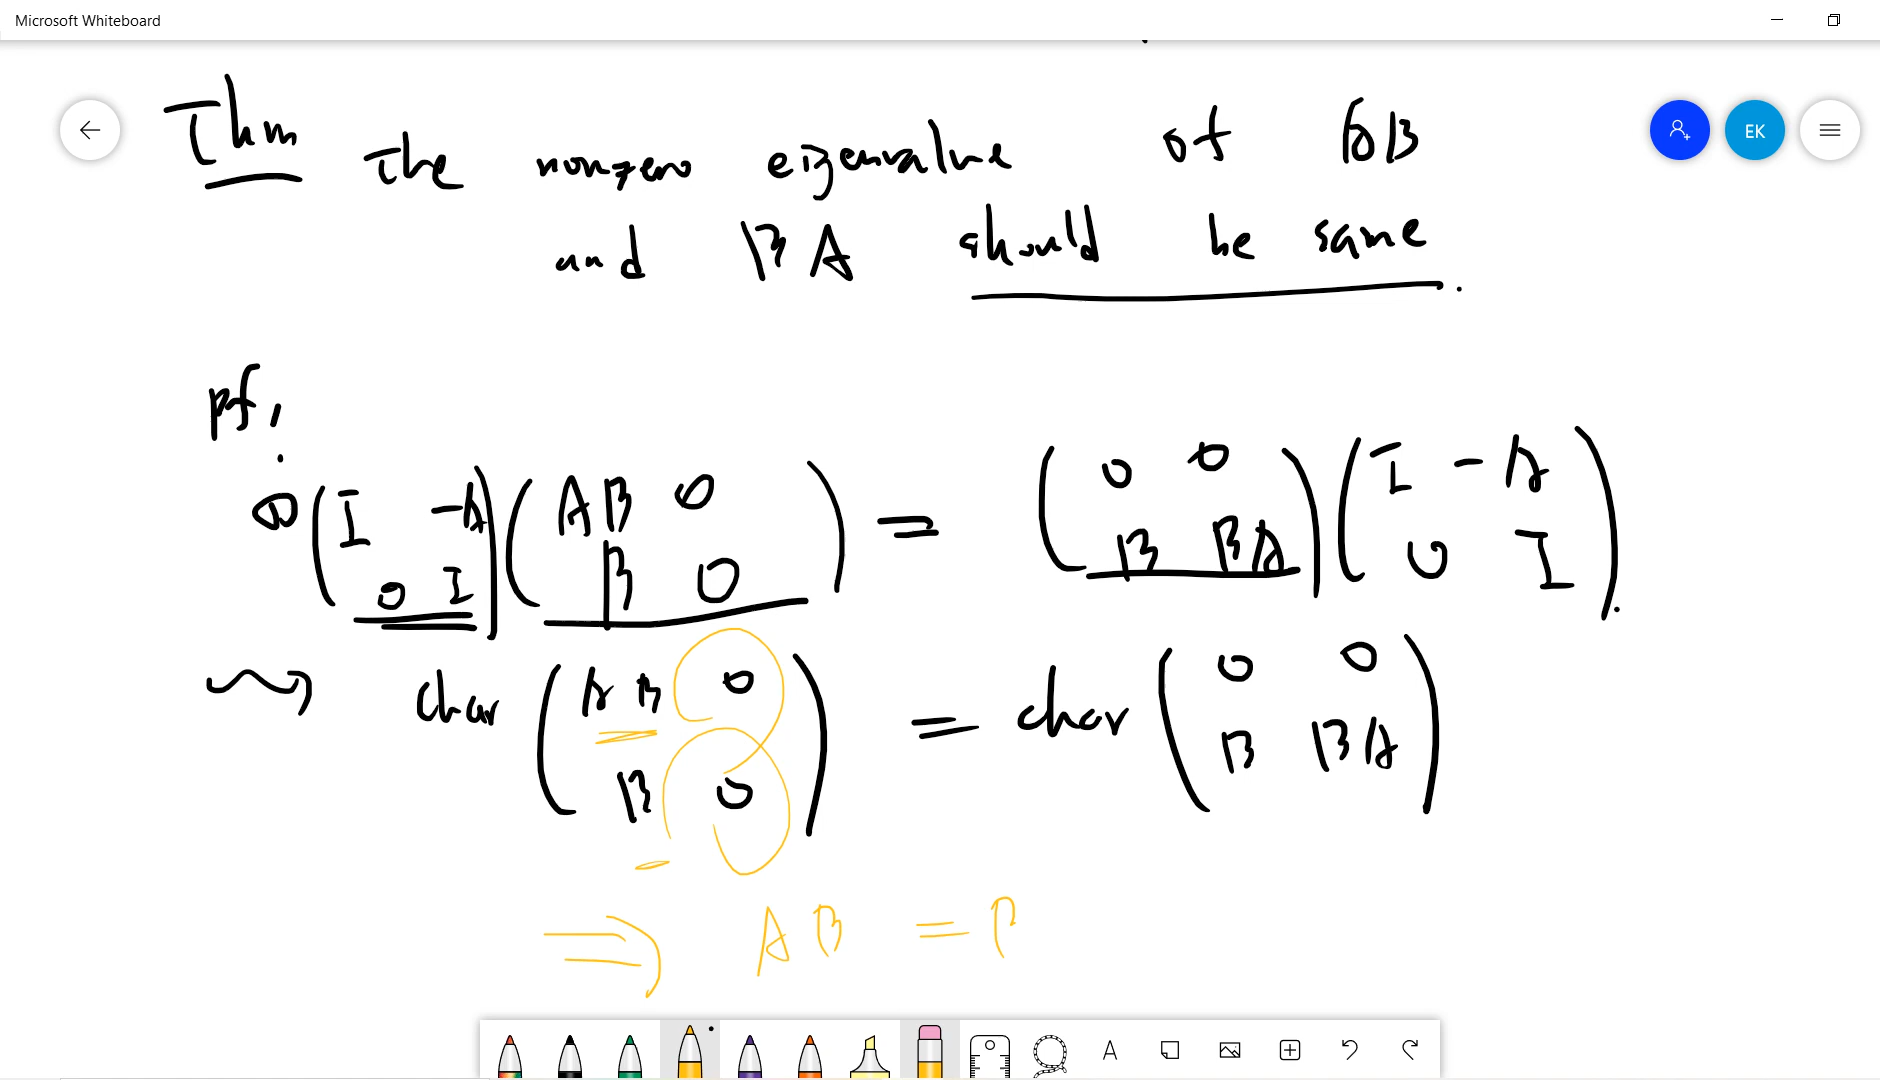 Microsoft Whiteboard
Thm The nonzero eigenvalue of AB
EK
and BA should be same.
pf,
(I -A
0 I) (AB 0
B 0) = (0 0
B BA) (I -A
0 I).
⇝ char (AB 0
B 0) = char (0 0
B BA)
⇒ AB =
A